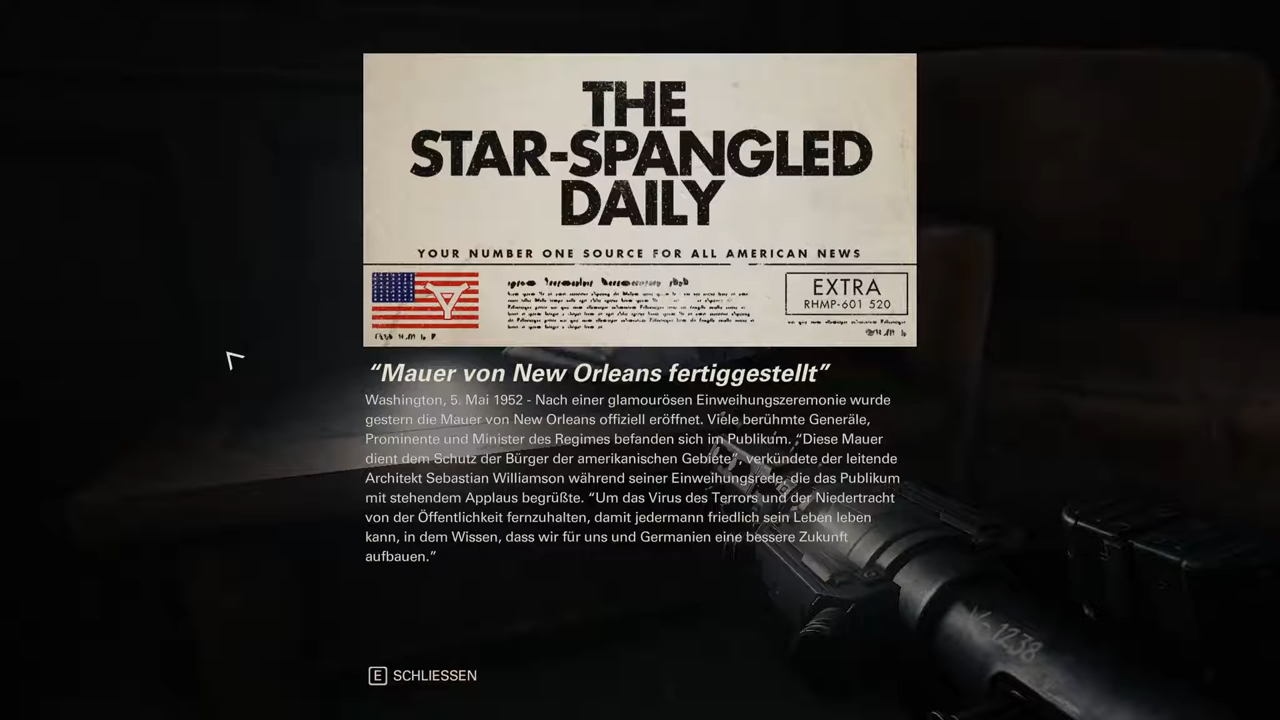 THE
STAR-SPANGLED
DAILY
YOUR NUMBER ONE SOURCE FOR ALL AMERICAN NEWS
EXTRA
RHMP-601 520
“Mauer von New Orleans fertiggestellt”
Washington, 5. Mai 1952 - Nach einer glamourösen Einweihungszeremonie wurde
gestern die Mauer von New Orleans offiziell eröffnet. Viele berühmte Generäle,
Prominente und Minister des Regimes befanden sich im Publikum. “Diese Mauer
dient dem Schutz der Bürger der amerikanischen Gebiete”, verkündete der leitende
Architekt Sebastian Williamson während seiner Einweihungsrede, die das Publikum
mit stehendem Applaus begrüßte. “Um das Virus des Terrors und der Niedertracht
von der Öffentlichkeit fernzuhalten, damit jedermann friedlich sein Leben leben
kann, in dem Wissen, dass wir für uns und Germanien eine bessere Zukunft
aufbauen.”
No 1238
E SCHLIESSEN